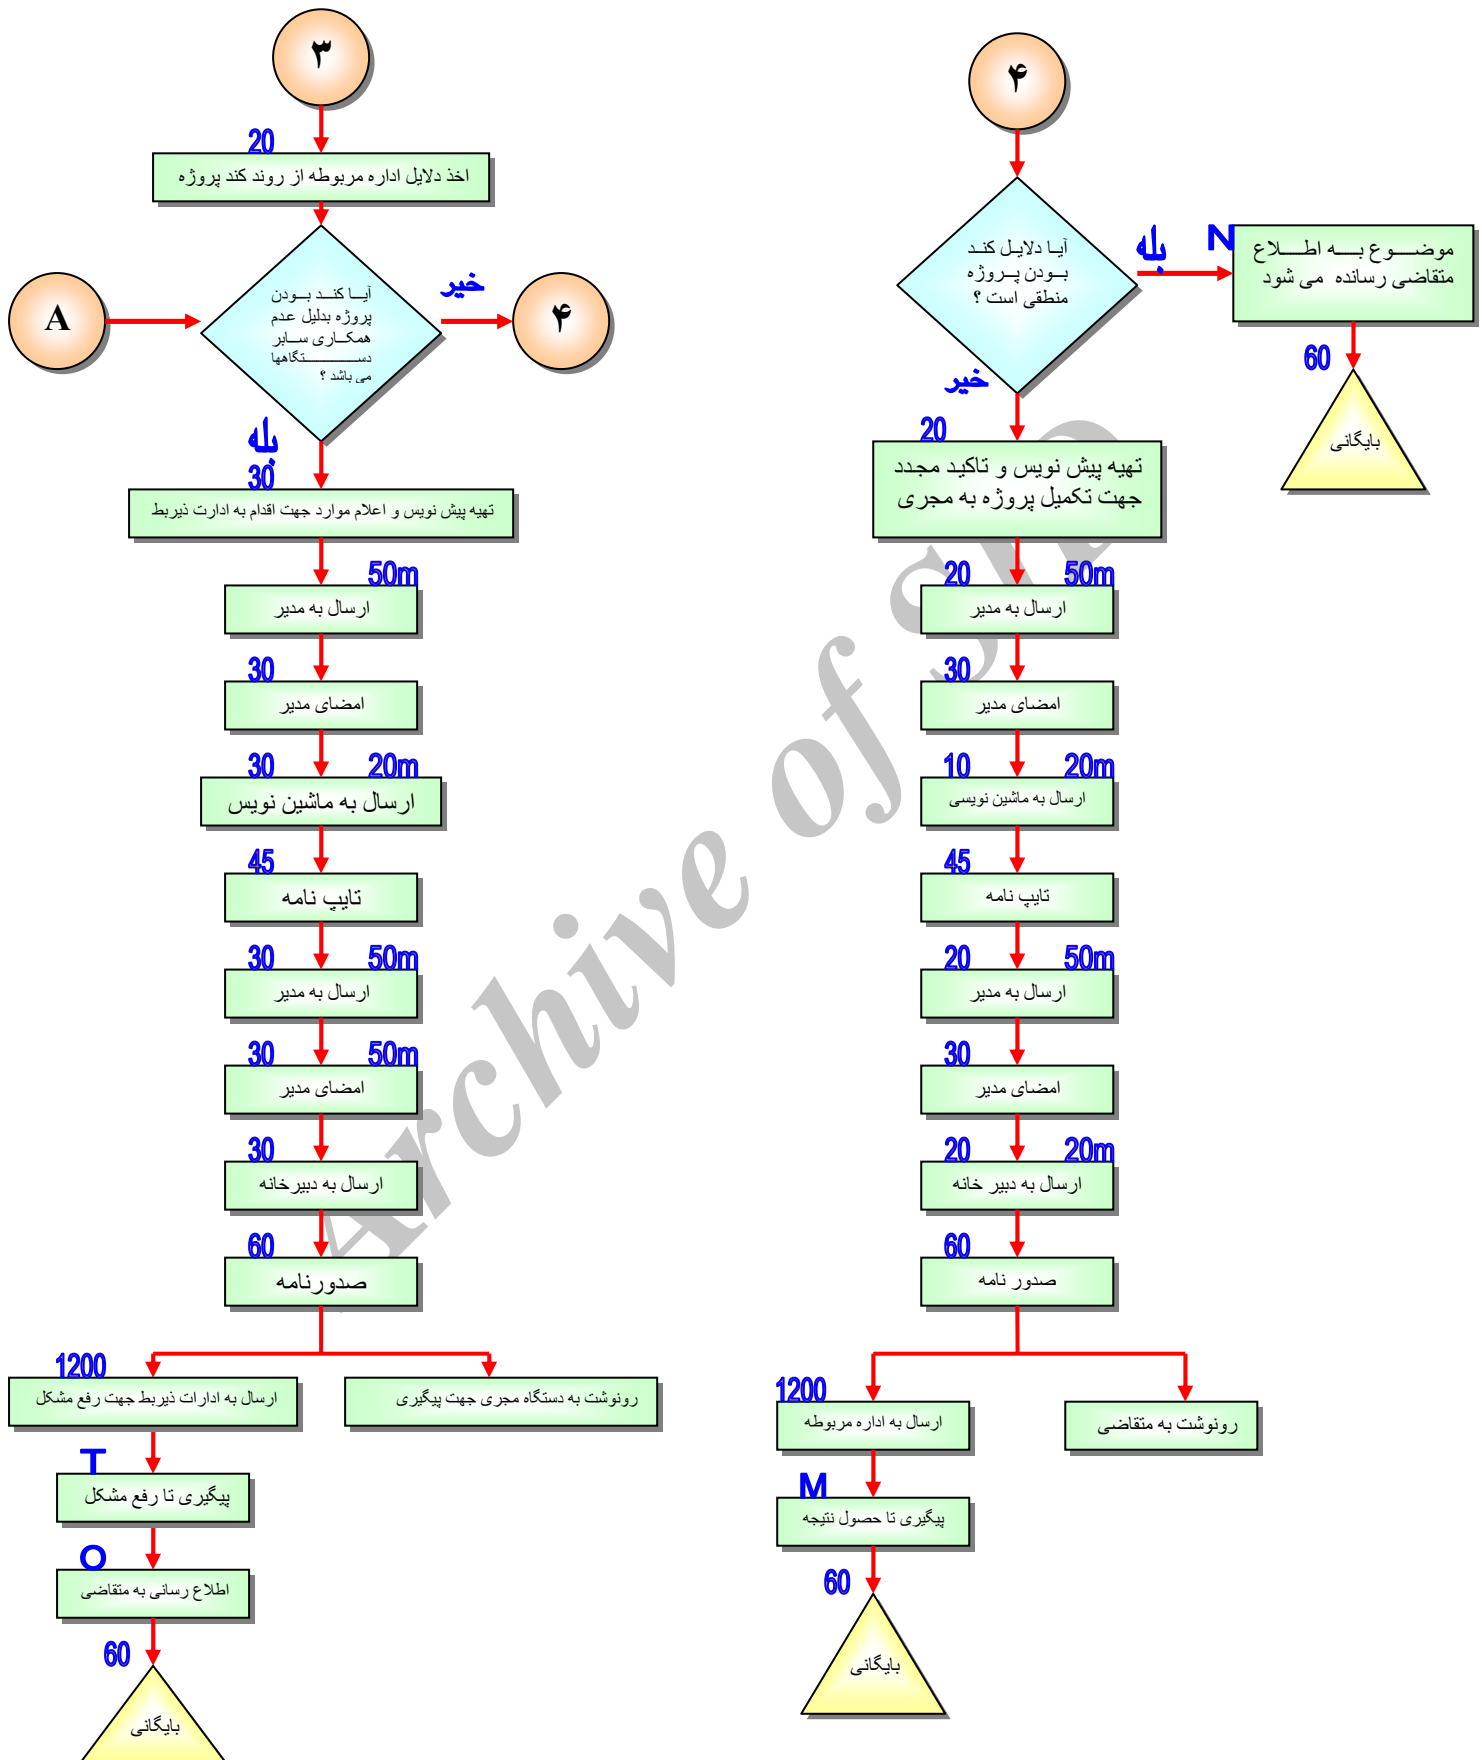 ۳
20
اخذ دلایل اداره مربوطه از روند کند پروژه
A
آیا کند بودن
پروژه بدلیل عدم
همکاری سایر
دستگاهها
می باشد ؟
خیر
۴
بله
30
تهیه پیش نویس و اعلام موارد جهت اقدام به ادارت ذیربط
50m
ارسال به مدیر
30
امضای مدیر
30 20m
ارسال به ماشین نویس
45
تایپ نامه
30 50m
ارسال به مدیر
30 50m
امضای مدیر
30
ارسال به دبیرخانه
60
صدورنامه
1200
ارسال به ادارات ذیربط جهت رفع مشکل
رونوشت به دستگاه مجری جهت پیگیری
T
پیگیری تا رفع مشکل
O
اطلاع رسانی به متقاضی
60
بایگانی
۴
آیا دلایل کند
بودن پروژه
منطقی است ؟
بله
N
موضوع به اطلاع
متقاضی رسانده می شود
60
بایگانی
خیر
20
تهیه پیش نویس و تاکید مجدد
جهت تکمیل پروژه به مجری
20 50m
ارسال به مدیر
30
امضای مدیر
10 20m
ارسال به ماشین نویسی
45
تایپ نامه
20 50m
ارسال به مدیر
30
امضای مدیر
20 20m
ارسال به دبیر خانه
60
صدور نامه
1200
ارسال به اداره مربوطه
رونوشت به متقاضی
M
پیگیری تا حصول نتیجه
60
بایگانی
Archive of